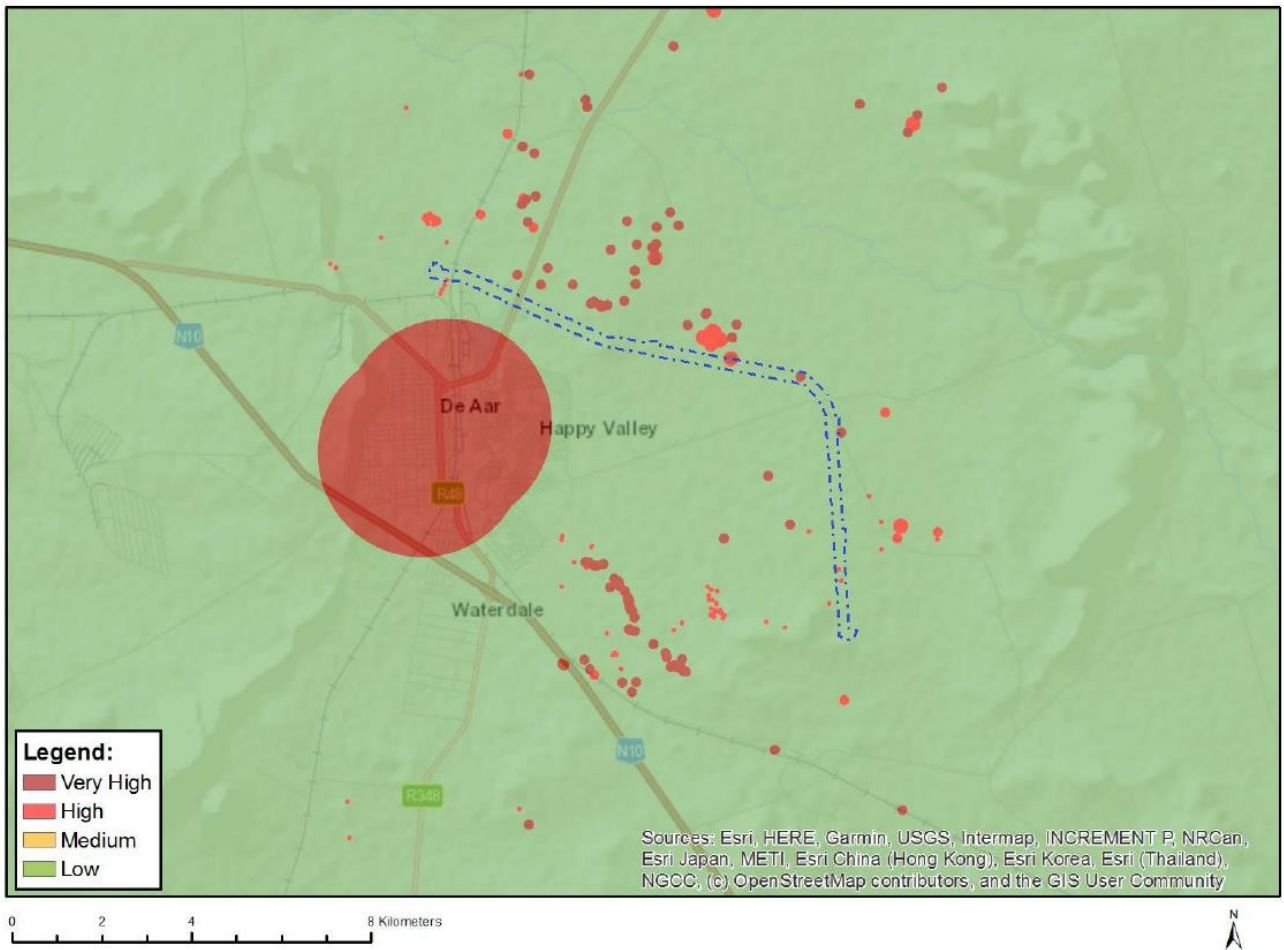 N10
De Aar
Happy Valley
R48
Waterdale
N10
R348
Legend:
Very High
High
Medium
Low
Sources: Esri, HERE, Garmin, USGS, Intermap, INCREMENT P, NRCan,
Esri Japan, METI, Esri China (Hong Kong), Esri Korea, Esri (Thailand),
NGCC, (c) OpenStreetMap contributors, and the GIS User Community
0 2 4 8 Kilometers
N